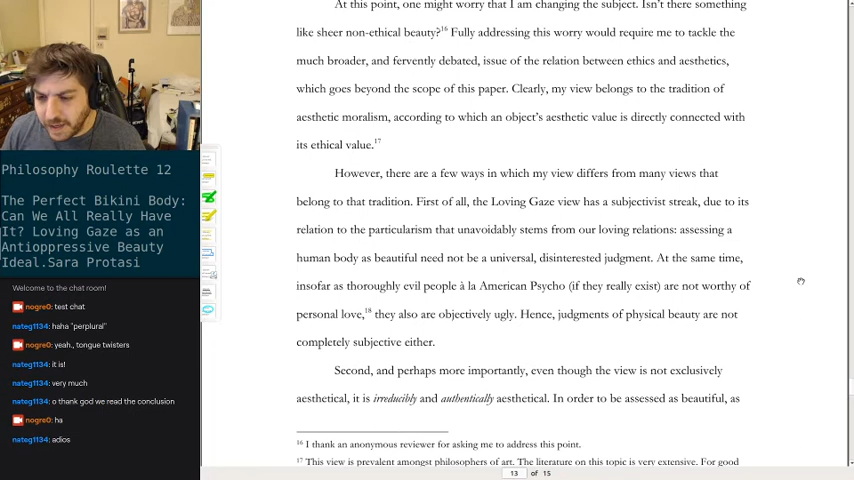 At this point, one might worry that I am changing the subject. Isn't there something
like sheer non-ethical beauty?16 Fully addressing this worry would require me to tackle the
much broader, and fervently debated, issue of the relation between ethics and aesthetics,
which goes beyond the scope of this paper. Clearly, my view belongs to the tradition of
aesthetic moralism, according to which an object's aesthetic value is directly connected with
its ethical value.17
However, there are a few ways in which my view differs from many views that
belong to that tradition. First of all, the Loving Gaze view has a subjectivist streak, due to its
relation to the particularism that unavoidably stems from our loving relations: assessing a
human body as beautiful need not be a universal, disinterested judgment. At the same time,
insofar as thoroughly evil people à la American Psycho (if they really exist) are not worthy of
personal love,18 they also are objectively ugly. Hence, judgments of physical beauty are not
completely subjective either.
Second, and perhaps more importantly, even though the view is not exclusively
aesthetical, it is irreducibly and authentically aesthetical. In order to be assessed as beautiful, as
16 I thank an anonymous reviewer for asking me to address this point.
17 This view is prevalent amongst philosophers of art. The literature on this topic is very extensive. For good
13 of 15
Philosophy Roulette 12
The Perfect Bikini Body:
Can We All Really Have
It? Loving Gaze as an
Antioppressive Beauty
Ideal.Sara Protasi
Welcome to the chat room!
nogre0: test chat
nateg1134: haha "perplural"
nogre0: yeah., tongue twisters
nateg1134: it is!
nateg1134: very much
nateg1134: o thank god we read the conclusion
nogre0: ha
nateg1134: adios